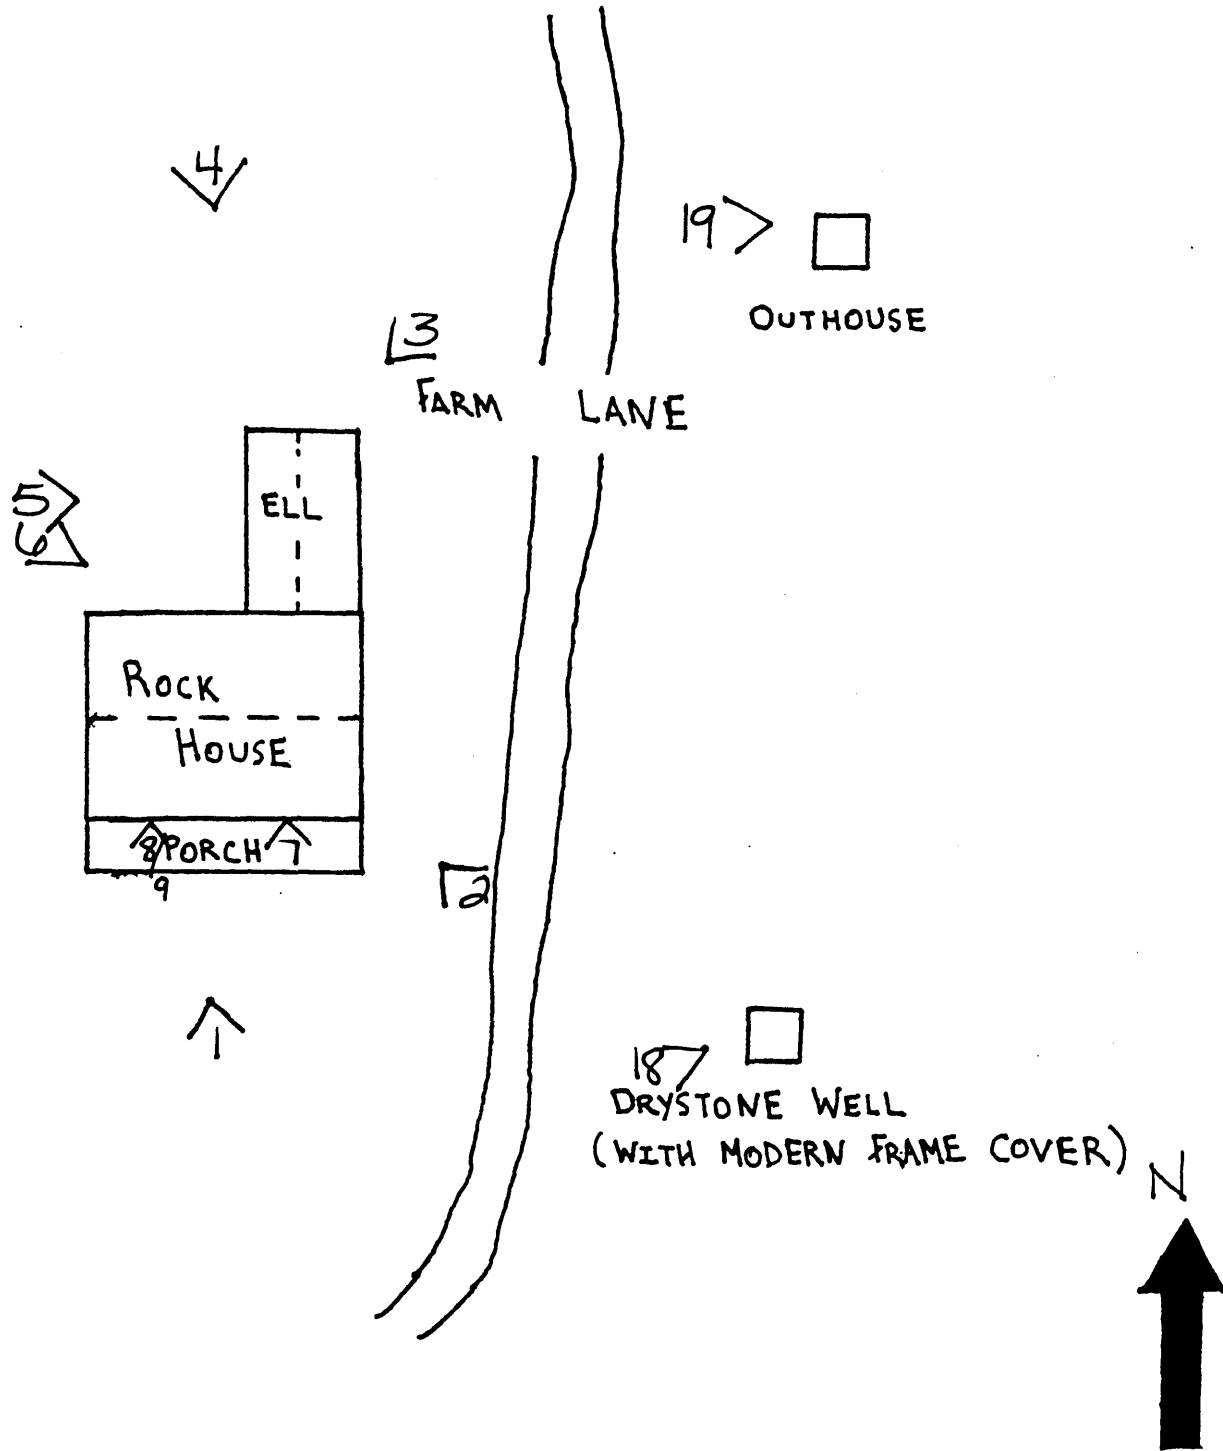 4
19
OUTHOUSE
3
FARM LANE
5
6
ELL
ROCK
HOUSE
8 PORCH 7
9
2
1
18
DRYSTONE WELL
(WITH MODERN FRAME COVER)
N